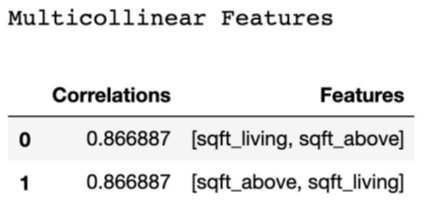 Multicollinear Features
Correlations Features
0 0.866887 [sqft_living, sqft_above]
1 0.866887 [sqft_above, sqft_living]